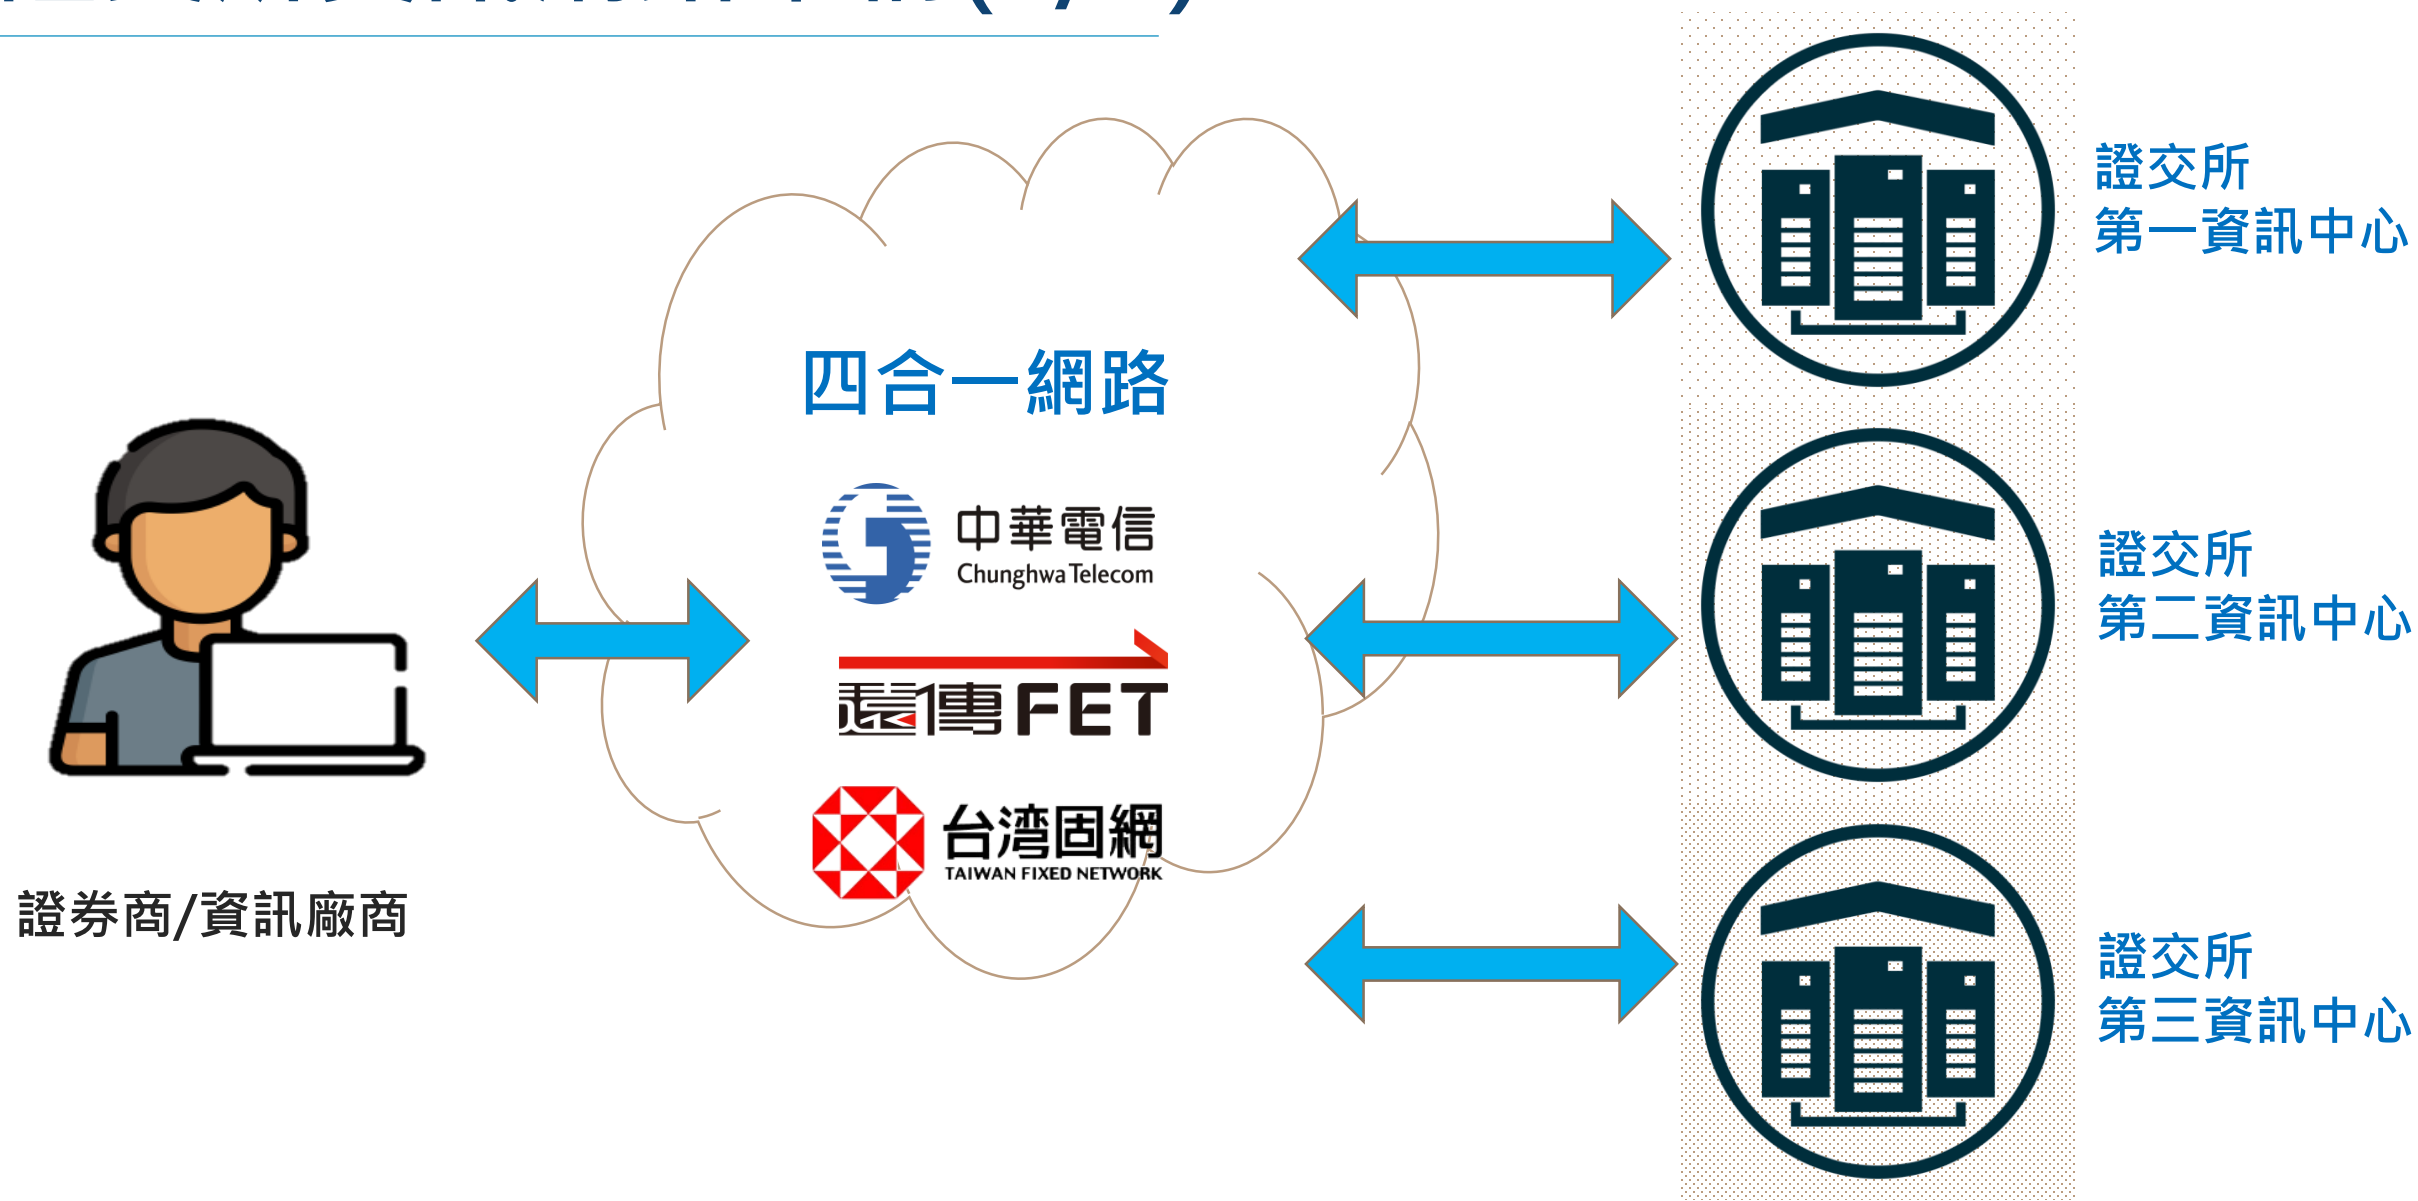 證交所
第一資訊中心
四合一網路
中華電信
Chunghwa Telecom
證交所
第二資訊中心
遠傳FET
台湾固網
TAIWAN FIXED NETWORK
證券商/資訊廠商
證交所
第三資訊中心